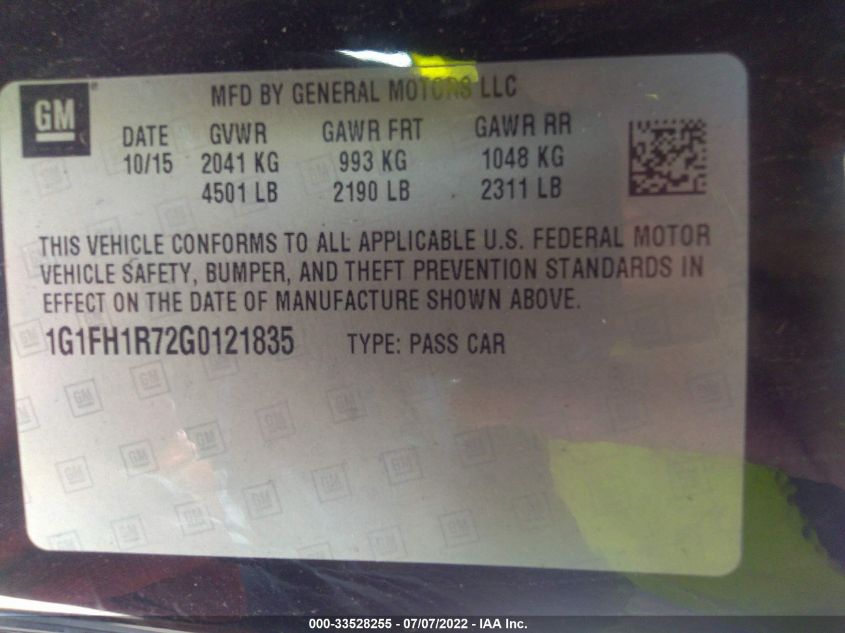 GM
MFD BY GENERAL MOTORS LLC
DATE GVWR GAWR FRT GAWR RR
10/15 2041 KG 993 KG 1048 KG
4501 LB 2190 LB 2311 LB
THIS VEHICLE CONFORMS TO ALL APPLICABLE U.S. FEDERAL MOTOR
VEHICLE SAFETY, BUMPER, AND THEFT PREVENTION STANDARDS IN
EFFECT ON THE DATE OF MANUFACTURE SHOWN ABOVE.
1G1FH1R72G0121835 TYPE: PASS CAR
000-33528255 - 07/07/2022 - IAA Inc.